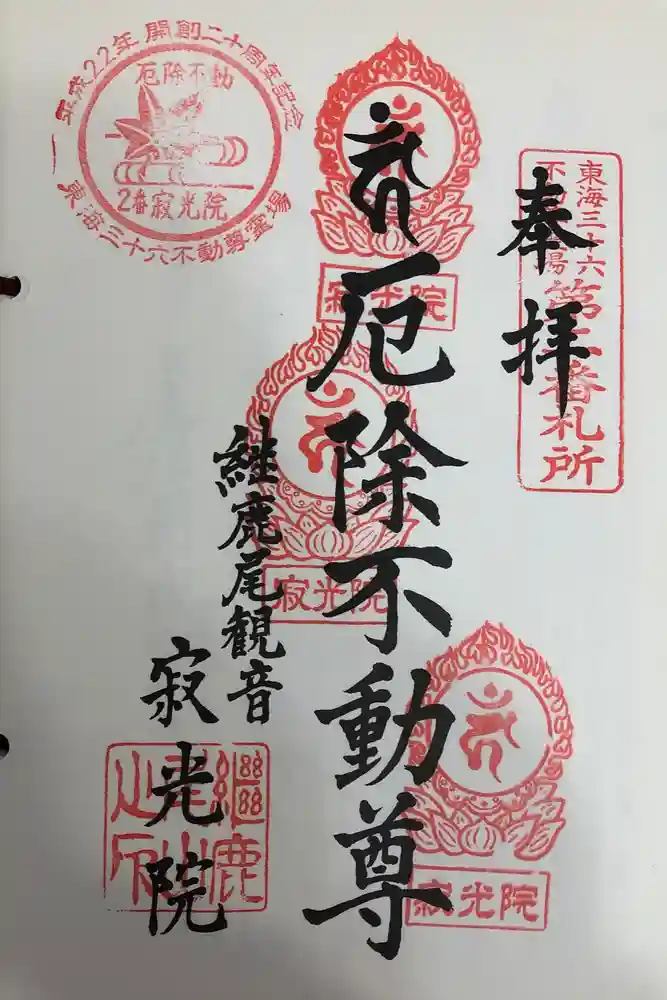 奉拝
東海三十六
不動
場
第二番札所
厄除不動尊
寂光院
寂光院
寂光院
継鹿尾観音
寂光院
継鹿
尾山
之印
平成22年 開創二十周年記念
厄除不動
2番寂光院
東海三十六不動尊霊場